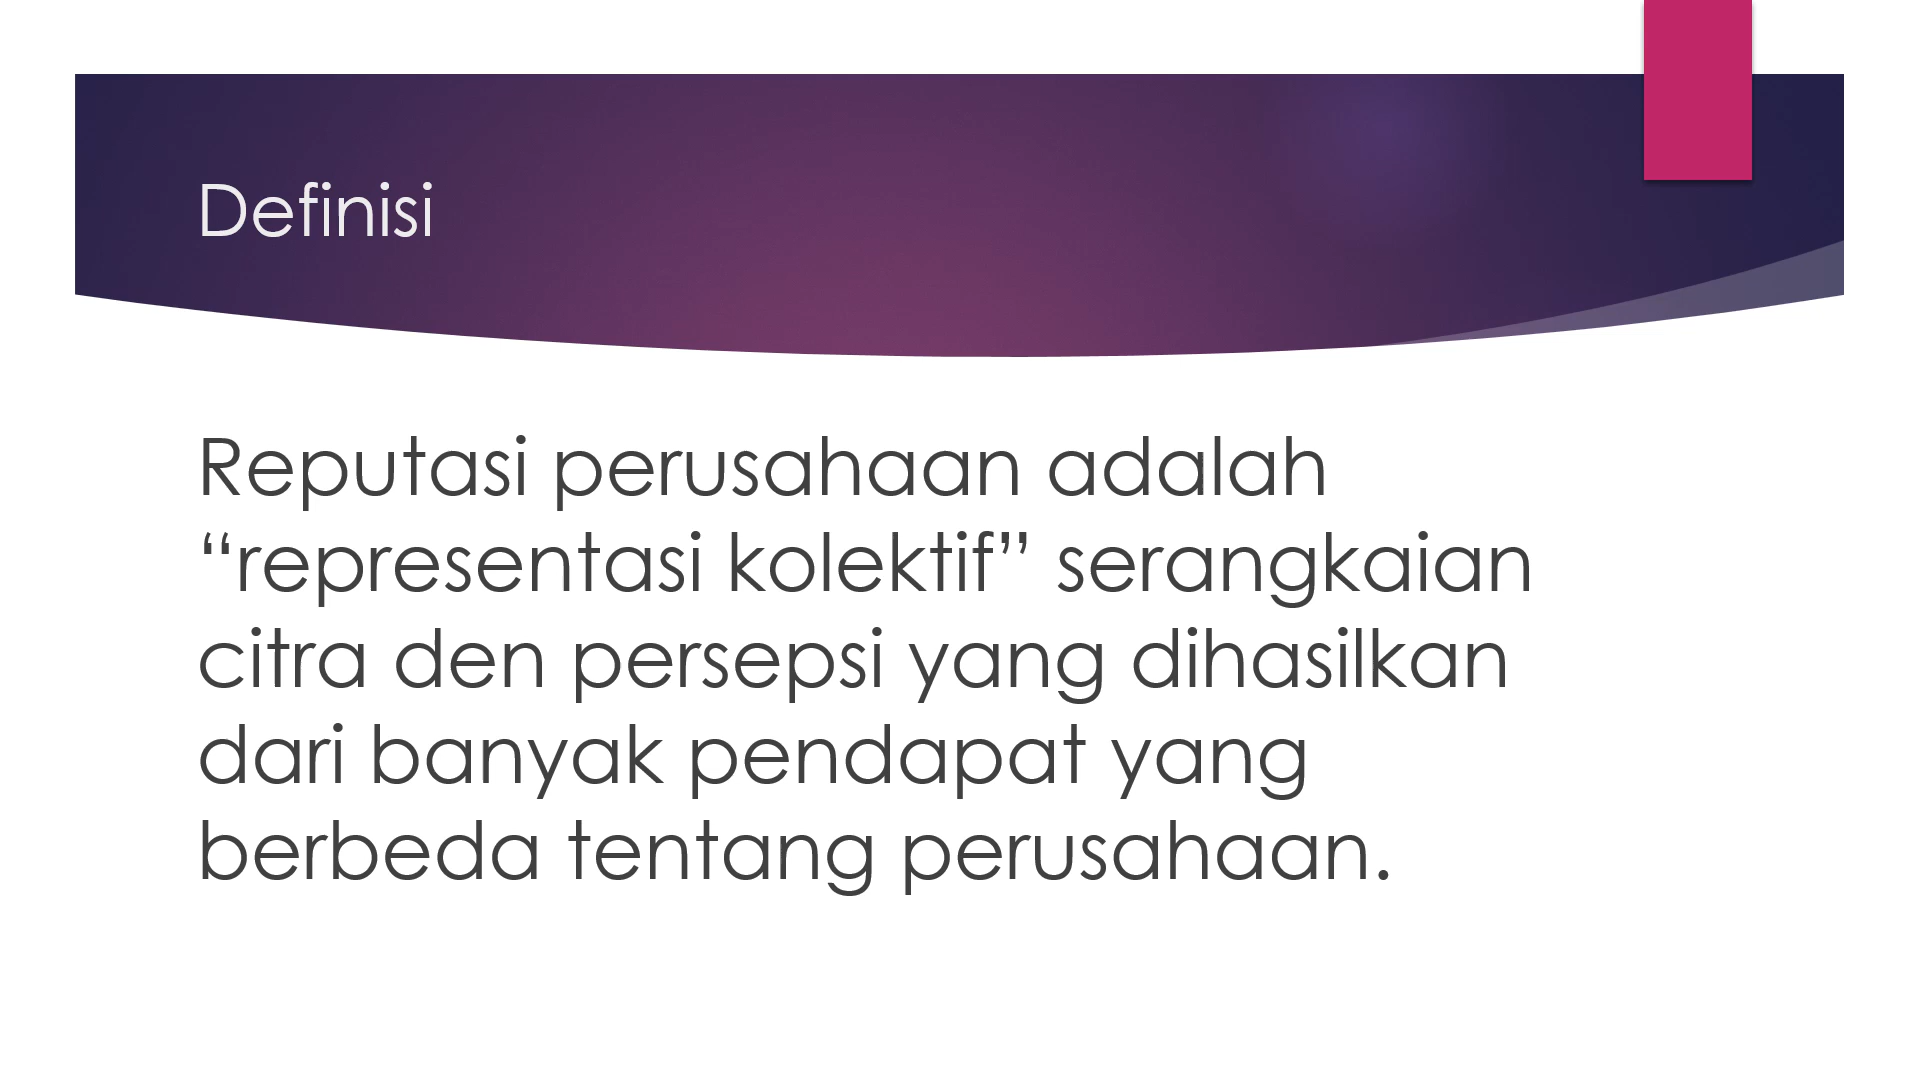 Definisi
Reputasi perusahaan adalah
“representasi kolektif” serangkaian
citra den persepsi yang dihasilkan
dari banyak pendapat yang
berbeda tentang perusahaan.